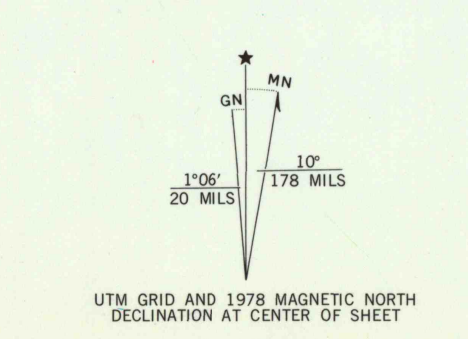 MN
GN
1°06'
20 MILS
10°
178 MILS
UTM GRID AND 1978 MAGNETIC NORTH
DECLINATION AT CENTER OF SHEET